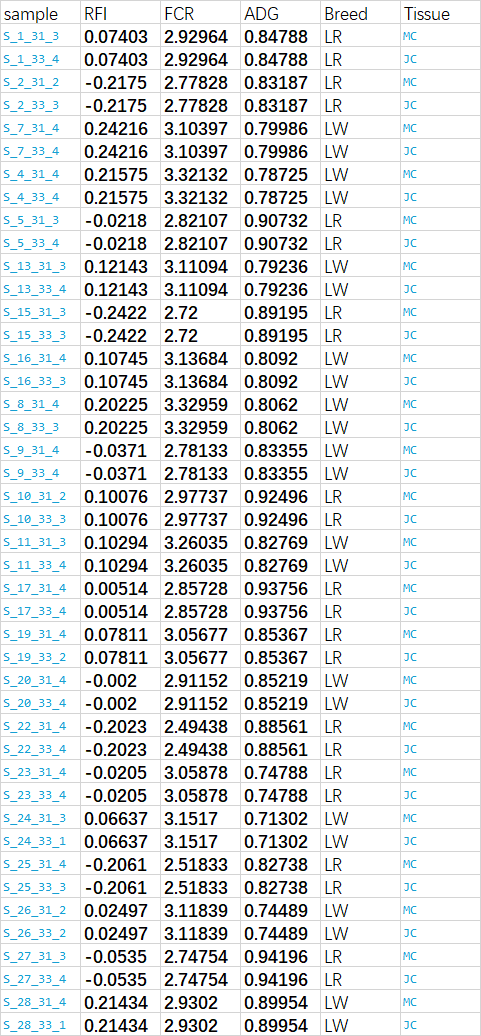 sample RFI FCR ADG Breed Tissue
S_1_31_3 0.07403 2.92964 0.84788 LR MC
S_1_33_4 0.07403 2.92964 0.84788 LR JC
S_2_31_2 -0.2175 2.77828 0.83187 LR MC
S_2_33_3 -0.2175 2.77828 0.83187 LR JC
S_7_31_4 0.24216 3.10397 0.79986 LW MC
S_7_33_4 0.24216 3.10397 0.79986 LW JC
S_4_31_4 0.21575 3.32132 0.78725 LW MC
S_4_33_4 0.21575 3.32132 0.78725 LW JC
S_5_31_3 -0.0218 2.82107 0.90732 LR MC
S_5_33_4 -0.0218 2.82107 0.90732 LR JC
S_13_31_3 0.12143 3.11094 0.79236 LW MC
S_13_33_4 0.12143 3.11094 0.79236 LW JC
S_15_31_3 -0.2422 2.72 0.89195 LR MC
S_15_33_3 -0.2422 2.72 0.89195 LR JC
S_16_31_4 0.10745 3.13684 0.8092 LW MC
S_16_33_3 0.10745 3.13684 0.8092 LW JC
S_8_31_4 0.20225 3.32959 0.8062 LW MC
S_8_33_3 0.20225 3.32959 0.8062 LW JC
S_9_31_4 -0.0371 2.78133 0.83355 LW MC
S_9_33_4 -0.0371 2.78133 0.83355 LW JC
S_10_31_2 0.10076 2.97737 0.92496 LR MC
S_10_33_3 0.10076 2.97737 0.92496 LR JC
S_11_31_3 0.10294 3.26035 0.82769 LW MC
S_11_33_4 0.10294 3.26035 0.82769 LW JC
S_17_31_4 0.00514 2.85728 0.93756 LR MC
S_17_33_4 0.00514 2.85728 0.93756 LR JC
S_19_31_4 0.07811 3.05677 0.85367 LR MC
S_19_33_2 0.07811 3.05677 0.85367 LR JC
S_20_31_4 -0.002 2.91152 0.85219 LW MC
S_20_33_4 -0.002 2.91152 0.85219 LW JC
S_22_31_4 -0.2023 2.49438 0.88561 LR MC
S_22_33_4 -0.2023 2.49438 0.88561 LR JC
S_23_31_4 -0.0205 3.05878 0.74788 LR MC
S_23_33_4 -0.0205 3.05878 0.74788 LR JC
S_24_31_3 0.06637 3.1517 0.71302 LW MC
S_24_33_1 0.06637 3.1517 0.71302 LW JC
S_25_31_4 -0.2061 2.51833 0.82738 LR MC
S_25_33_3 -0.2061 2.51833 0.82738 LR JC
S_26_31_2 0.02497 3.11839 0.74489 LW MC
S_26_33_2 0.02497 3.11839 0.74489 LW JC
S_27_31_3 -0.0535 2.74754 0.94196 LR MC
S_27_33_4 -0.0535 2.74754 0.94196 LR JC
S_28_31_4 0.21434 2.9302 0.89954 LW MC
S_28_33_1 0.21434 2.9302 0.89954 LW JC